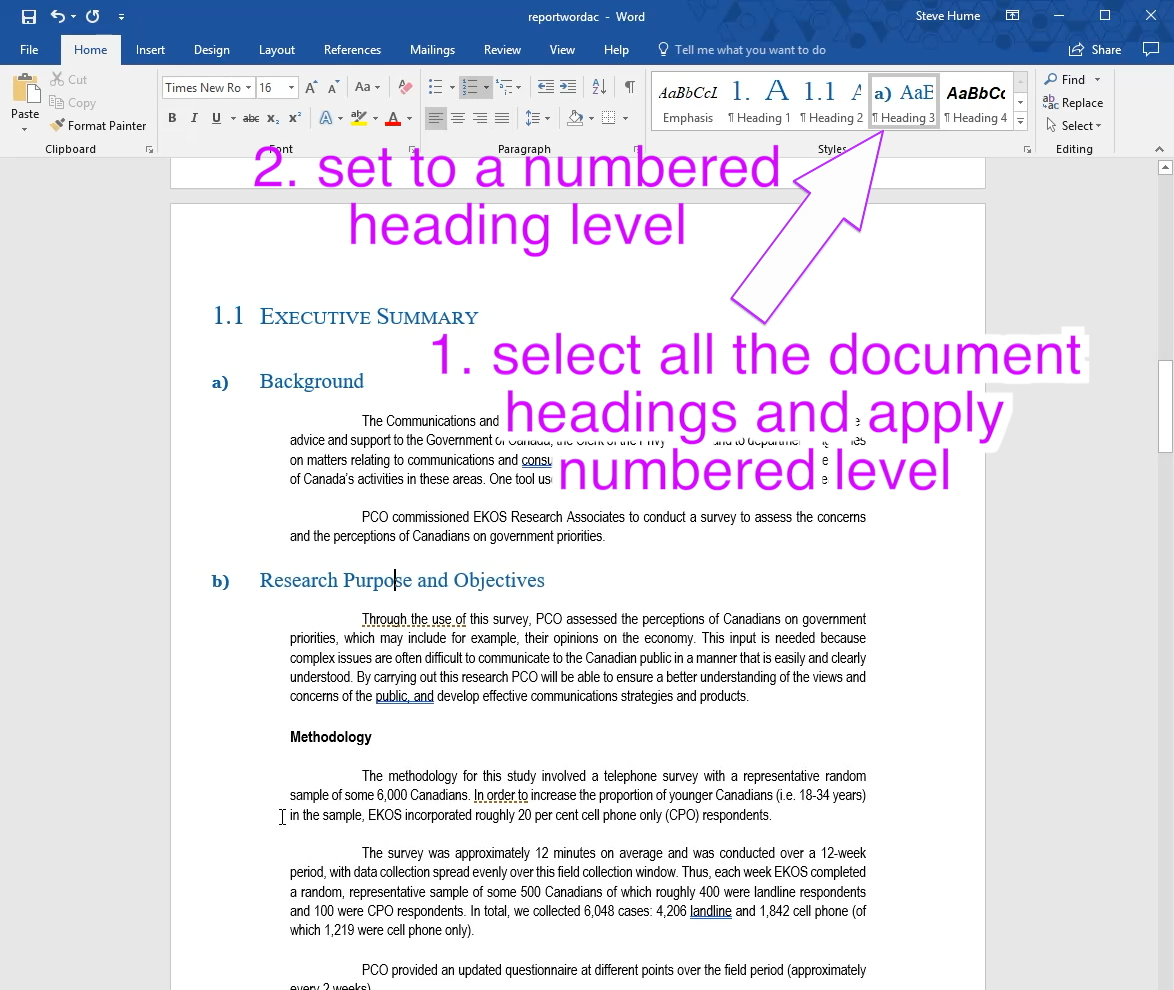 reportwordac - Word
Steve Hume
File Home Insert Design Layout References Mailings Review View Help Tell me what you want to do Share
Paste
Cut
Copy
Format Painter
Clipboard
Times New Ro 16
Aa
B I U abc x₂ x²
Font
Paragraph
AaBbCcI 1. A 1.1 A a) AaB AaBbCc
Emphasis ¶ Heading 1 ¶ Heading 2 ¶ Heading 3 ¶ Heading 4
Styles
Find
Replace
Select
Editing
2. set to a numbered
heading level
1.1 EXECUTIVE SUMMARY
1. select all the document
headings and apply
numbered level
a) Background
The Communications and
advice and support to the Government of Canada, the Clerk of the Privy and to
on matters relating to communications and
of Canada's activities in these areas. One tool
PCO commissioned EKOS Research Associates to conduct a survey to assess the concerns
and the perceptions of Canadians on government priorities.
b) Research Purpose and Objectives
Through the use of this survey, PCO assessed the perceptions of Canadians on government
priorities, which may include for example, their opinions on the economy. This input is needed because
complex issues are often difficult to communicate to the Canadian public in a manner that is easily and clearly
understood. By carrying out this research PCO will be able to ensure a better understanding of the views and
concerns of the public, and develop effective communications strategies and products.
Methodology
The methodology for this study involved a telephone survey with a representative random
sample of some 6,000 Canadians. In order to increase the proportion of younger Canadians (i.e. 18-34 years)
in the sample, EKOS incorporated roughly 20 per cent cell phone only (CPO) respondents.
The survey was approximately 12 minutes on average and was conducted over a 12-week
period, with data collection spread evenly over this field collection window. Thus, each week EKOS completed
a random, representative sample of some 500 Canadians of which roughly 400 were landline respondents
and 100 were CPO respondents. In total, we collected 6,048 cases: 4,206 landline and 1,842 cell phone (of
which 1,219 were cell phone only).
PCO provided an updated questionnaire at different points over the field period (approximately
every 2 weeks)